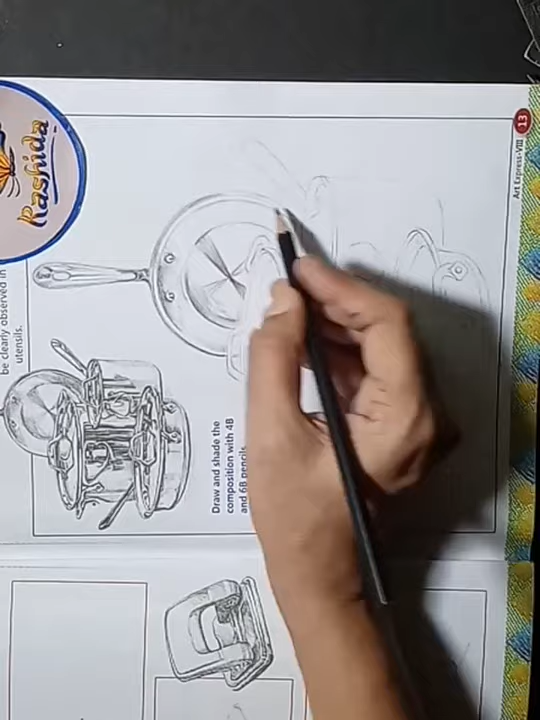 Rashida
be clearly observed in
utensils.
Draw and shade the
composition with 4B
and 6B pencils
Art Express-VIII 13